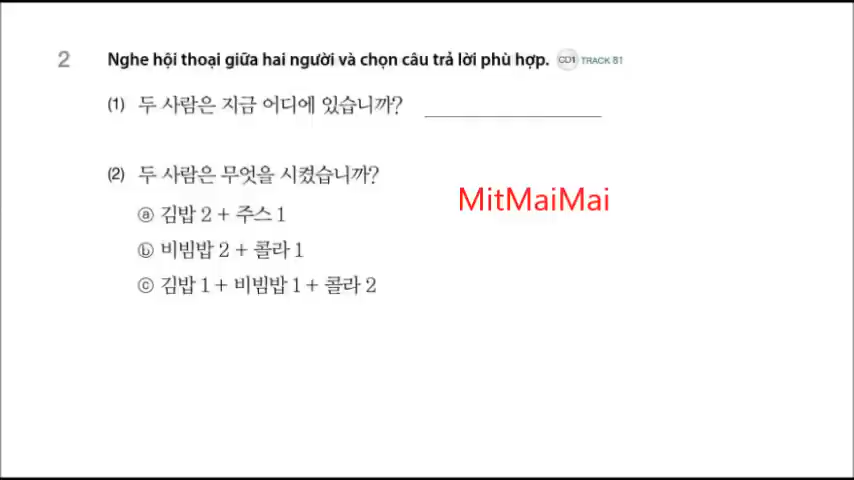 2 Nghe hội thoại giữa hai người và chọn câu trả lời phù hợp. CD1 TRACK 81
(1) 두 사람은 지금 어디에 있습니까? 
(2) 두 사람은 무엇을 시켰습니까?
MitMaiMai
ⓐ 김밥 2 + 주스 1
ⓑ 비빔밥 2 + 콜라 1
ⓒ 김밥 1 + 비빔밥 1 + 콜라 2